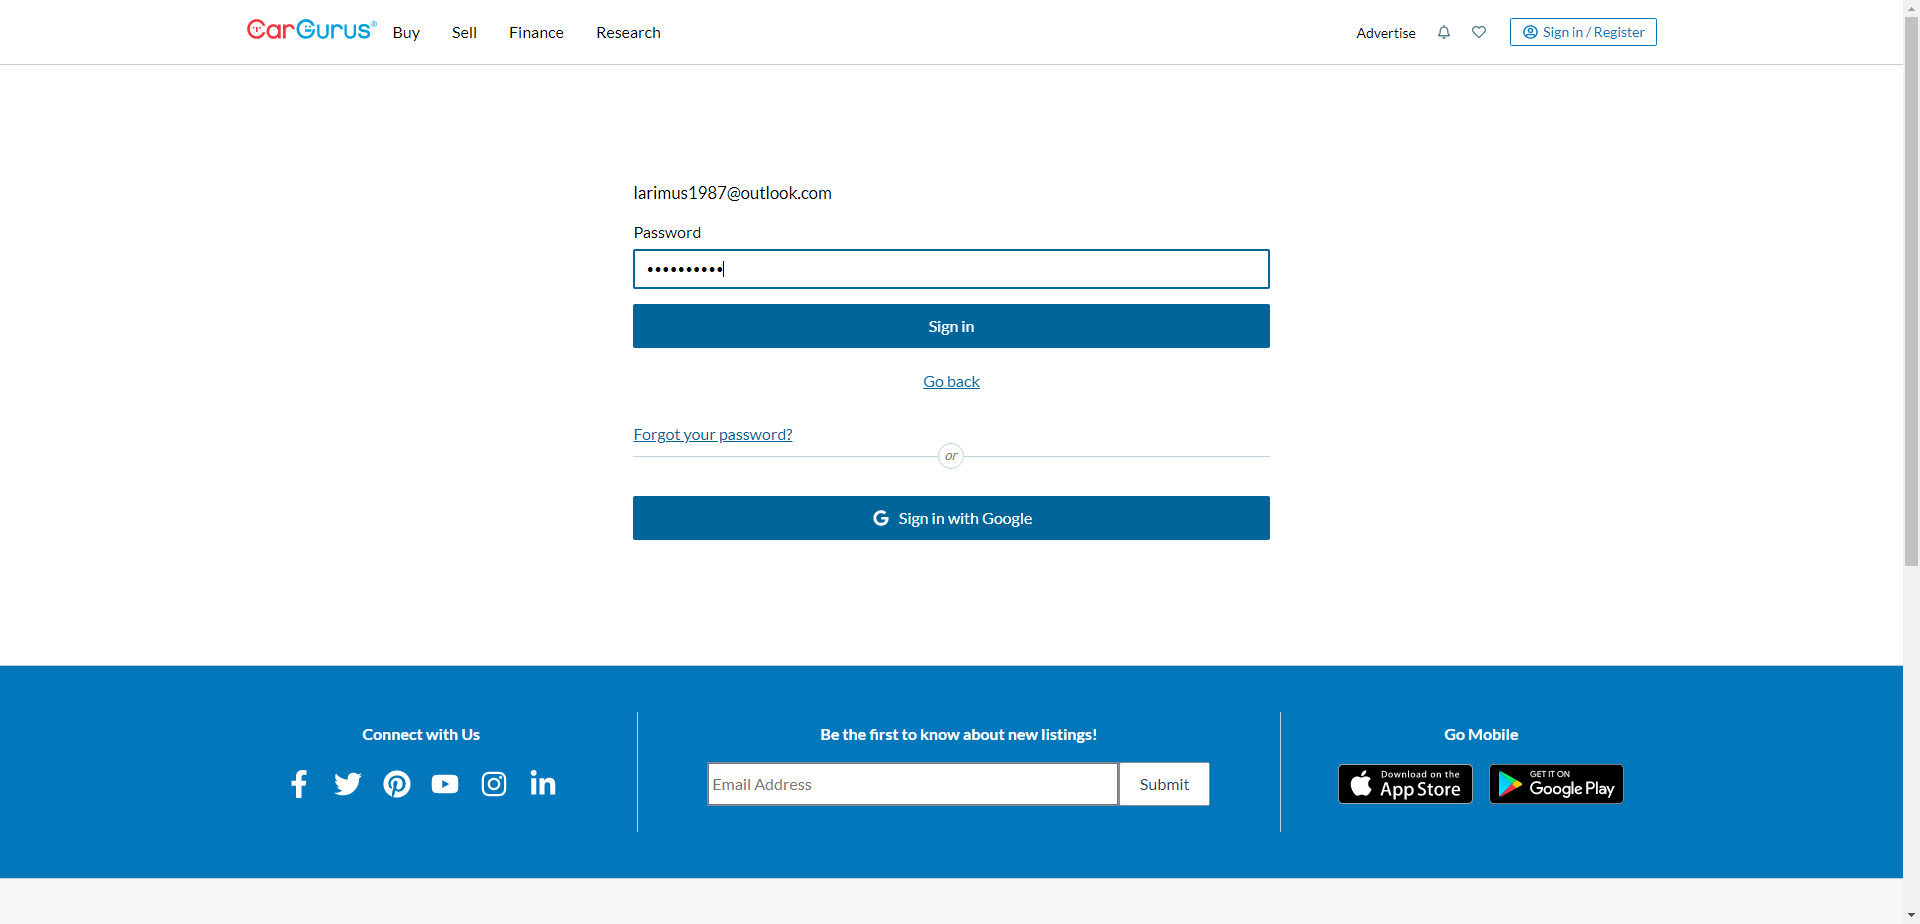 CarGurus®
Buy
Sell
Finance
Research
Advertise
Sign in / Register
larimus1987@outlook.com
Password
••••••••••
Sign in
Go back
Forgot your password?
or
Sign in with Google
Connect with Us
Be the first to know about new listings!
Email Address
Submit
Go Mobile
Download on the
App Store
GET IT ON
Google Play